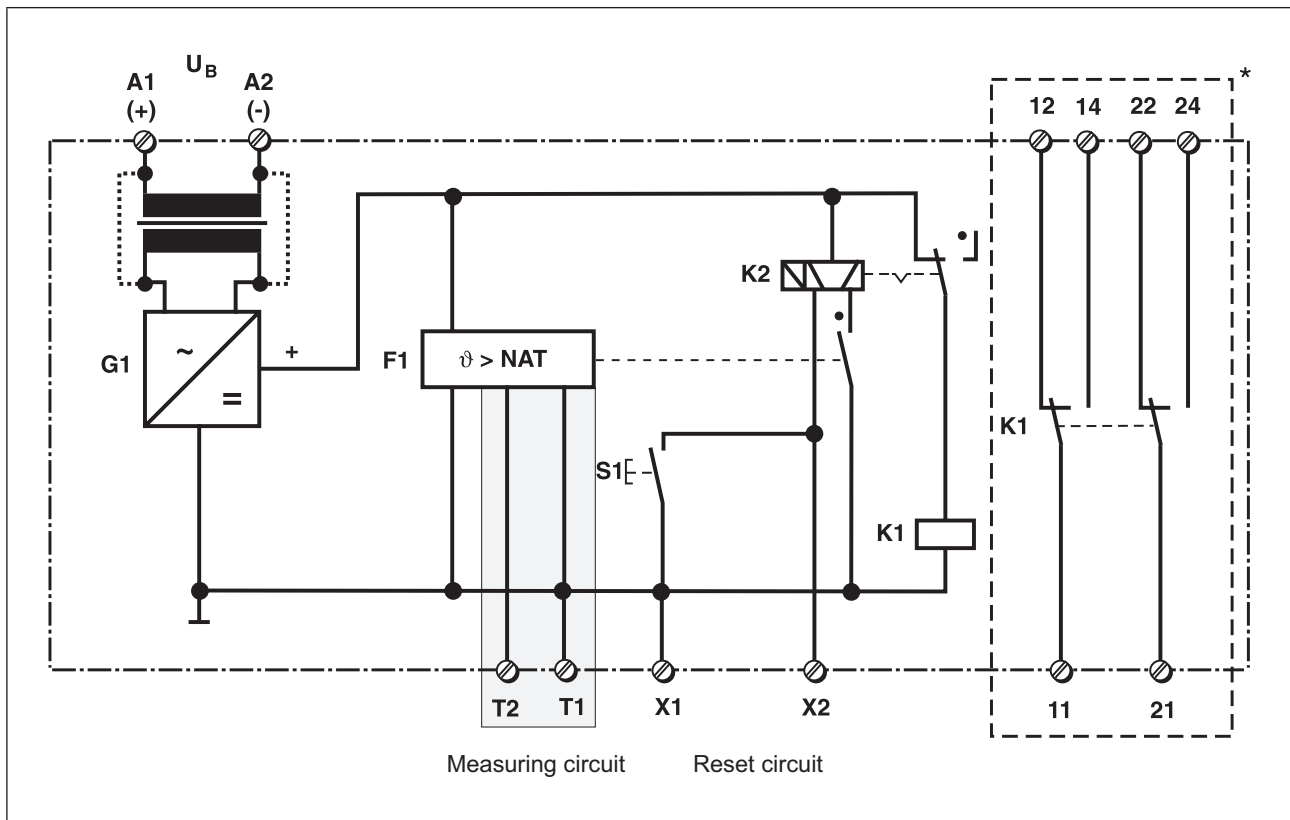 U_B
A1
(+)
A2
(-)
*
12
14
22
24
K2
G1
~
=
+
F1
ϑ > NAT
K1
S1
K1
T2
T1
X1
X2
11
21
Measuring circuit
Reset circuit